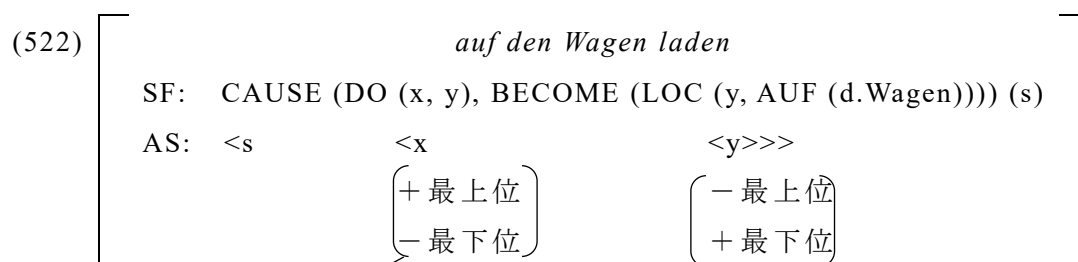 (522) auf den Wagen laden
SF: CAUSE (DO (x, y), BECOME (LOC (y, AUF (d.Wagen)))) (s)
AS: <s <x <y>>>
+最上位 −最上位
−最下位 +最下位